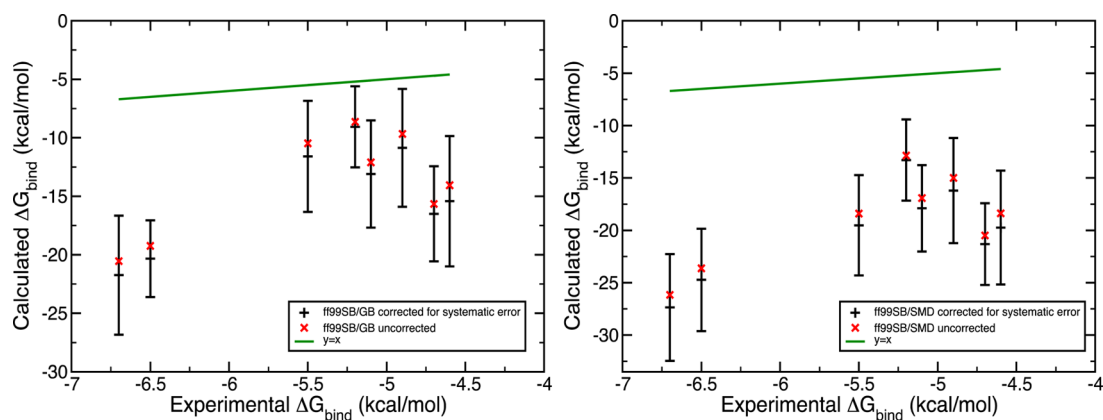 0
-5
-10
-15
-20
-25
-30
-7
-6.5
-6
-5.5
-5
-4.5
-4
Calculated ΔGbind (kcal/mol)
Experimental ΔGbind (kcal/mol)
ff99SB/GB corrected for systematic error
ff99SB/GB uncorrected
y=x
0
-5
-10
-15
-20
-25
-30
-7
-6.5
-6
-5.5
-5
-4.5
-4
Calculated ΔGbind (kcal/mol)
Experimental ΔGbind (kcal/mol)
ff99SB/SMD corrected for systematic error
ff99SB/SMD uncorrected
y=x